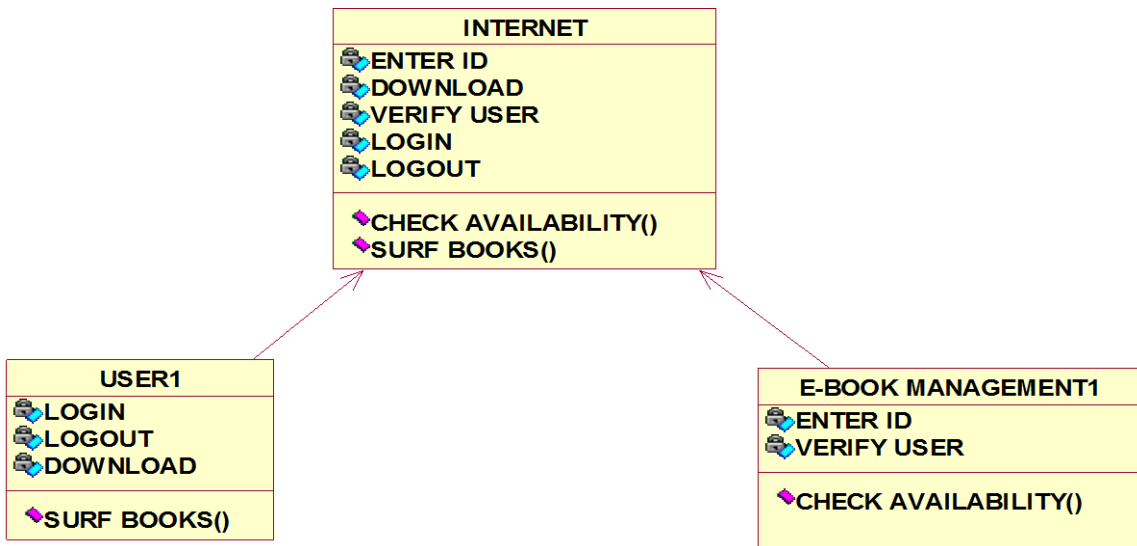 INTERNET
ENTER ID
DOWNLOAD
VERIFY USER
LOGIN
LOGOUT
CHECK AVAILABILITY()
SURF BOOKS()
USER1
LOGIN
LOGOUT
DOWNLOAD
SURF BOOKS()
E-BOOK MANAGEMENT1
ENTER ID
VERIFY USER
CHECK AVAILABILITY()